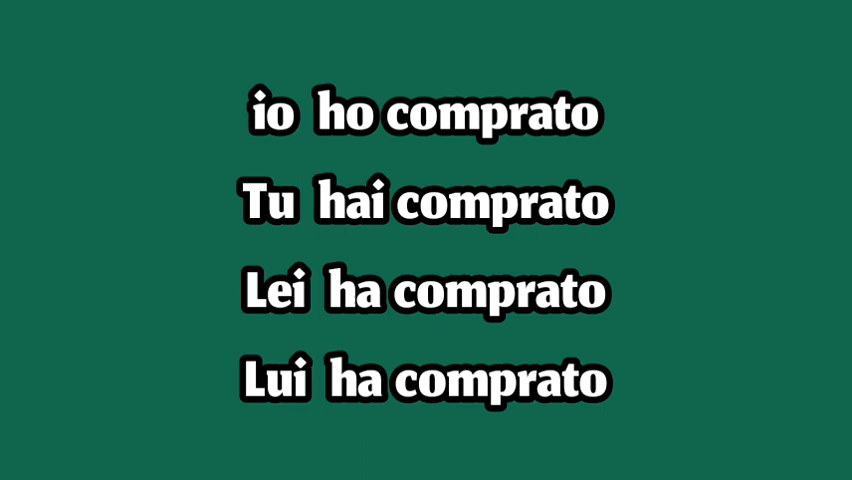 io ho comprato
Tu hai comprato
Lei ha comprato
Lui ha comprato